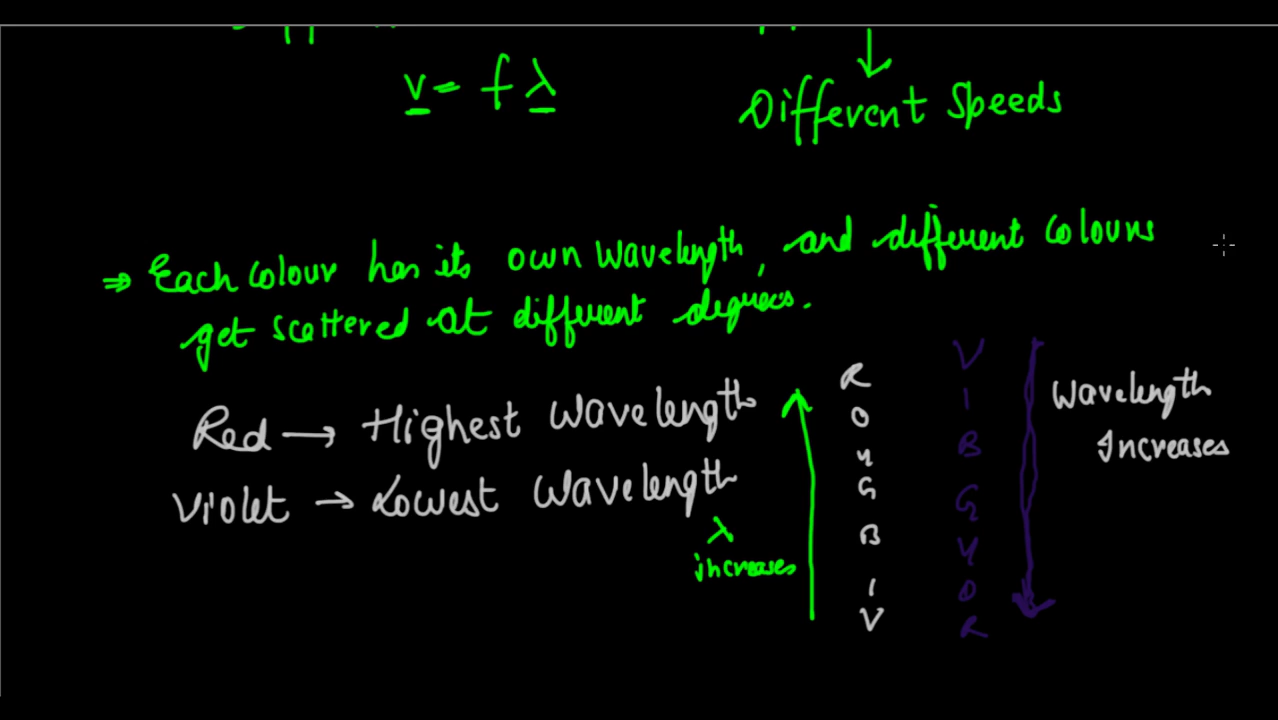 v = f λ
Different Speeds
⇒ Each colour has its own wavelength, and different colours
get scattered at different degrees.
Red → Highest wavelength
Violet → Lowest wavelength
λ
increases
R
O
Y
G
B
I
V
V
I
B
G
Y
O
R
Wavelength
Increases